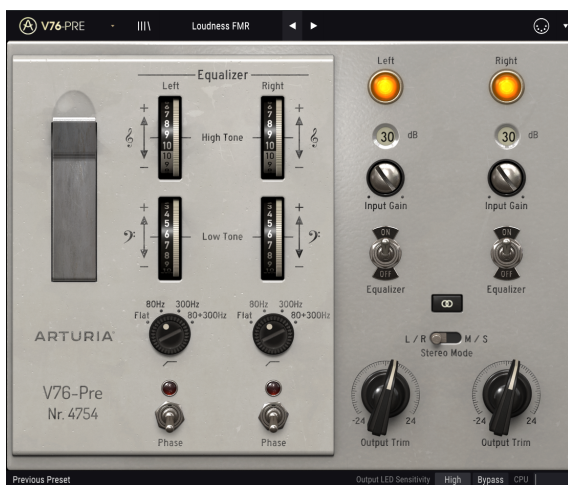 V76-PRE
Loudness FMR
Equalizer
Left Right
High Tone
Low Tone
80Hz 300Hz
Flat 80+300Hz
80Hz 300Hz
Flat 80+300Hz
ARTURIA
V76-Pre
Nr. 4754
Phase Phase
Left Right
30 dB 30 dB
Input Gain Input Gain
ON ON
OFF OFF
Equalizer Equalizer
L / R M / S
Stereo Mode
-24 24 -24 24
Output Trim Output Trim
Previous Preset Output LED Sensitivity High Bypass CPU